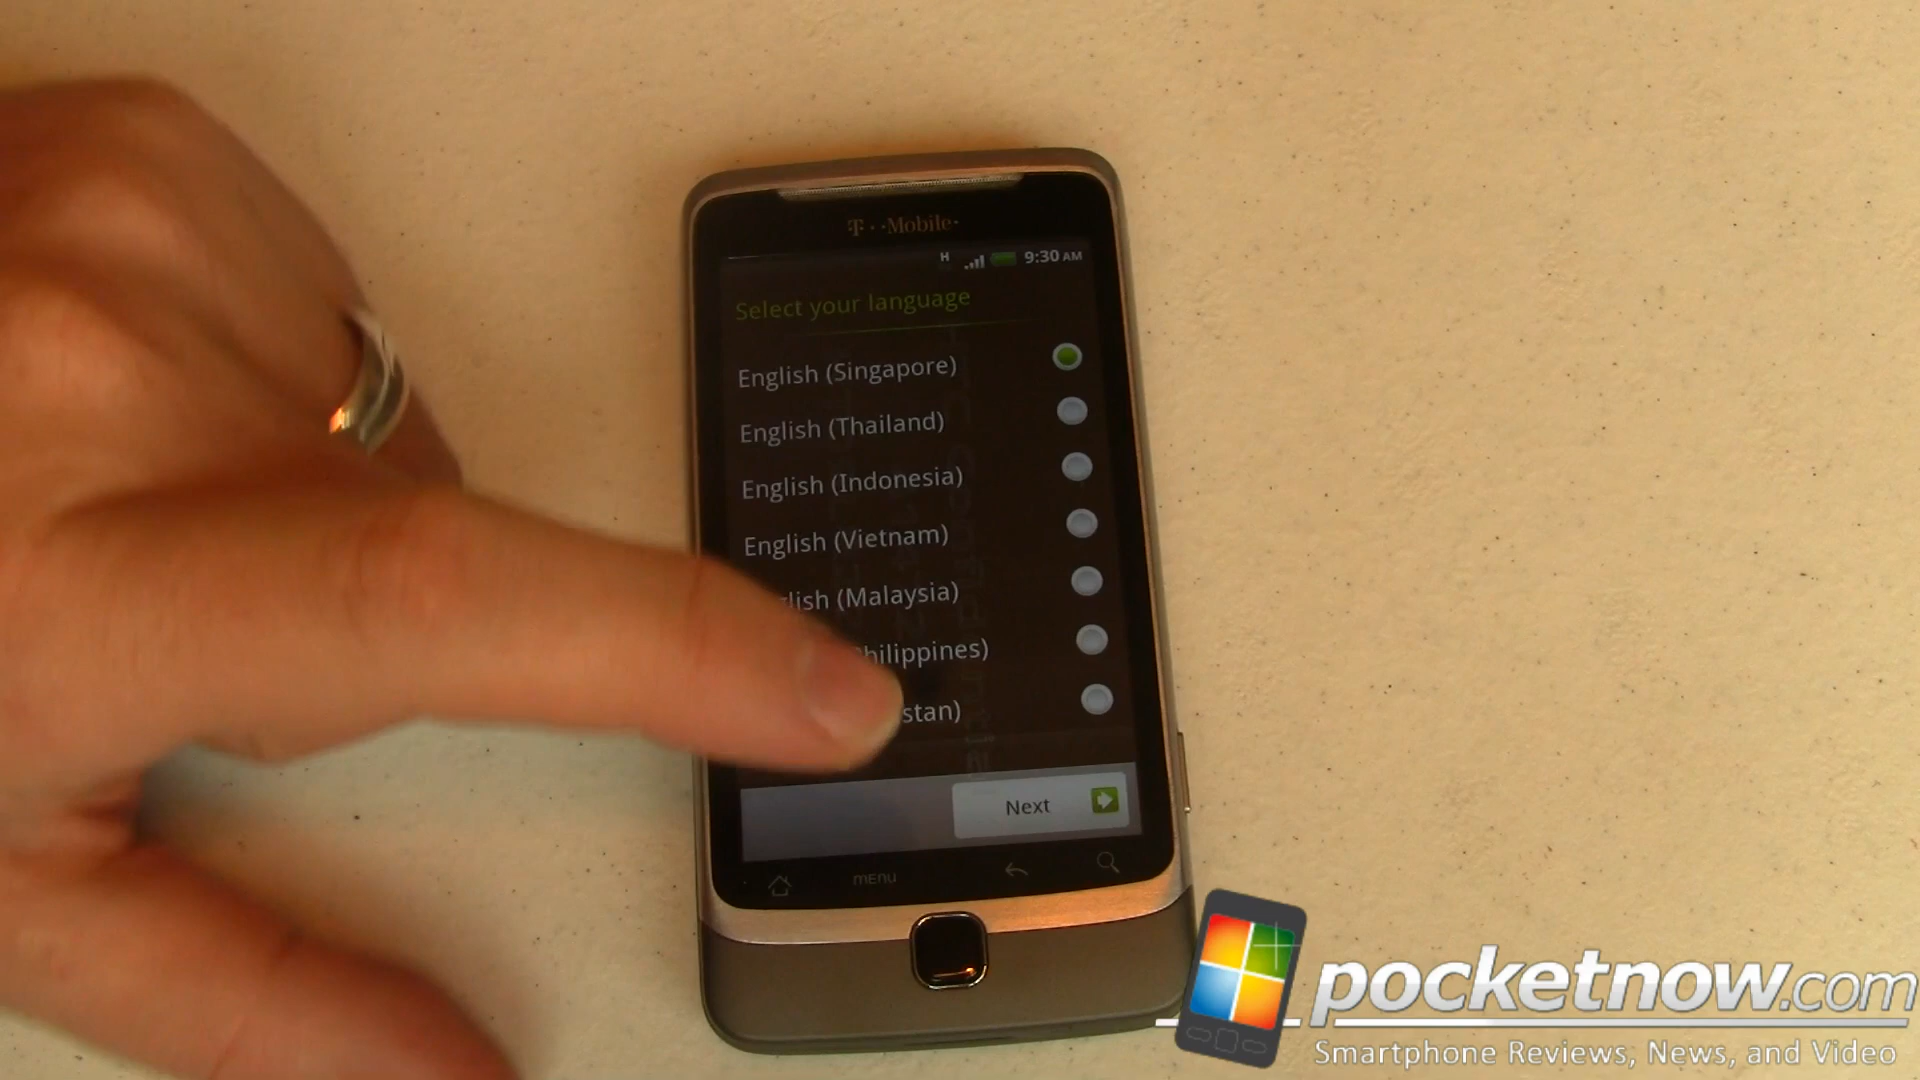 T··Mobile·
H 9:30 AM
Select your language
English (Singapore)
English (Thailand)
English (Indonesia)
English (Vietnam)
lish (Malaysia)
hilippines)
stan)
Next
MENU
pocketnow.com
Smartphone Reviews, News, and Video